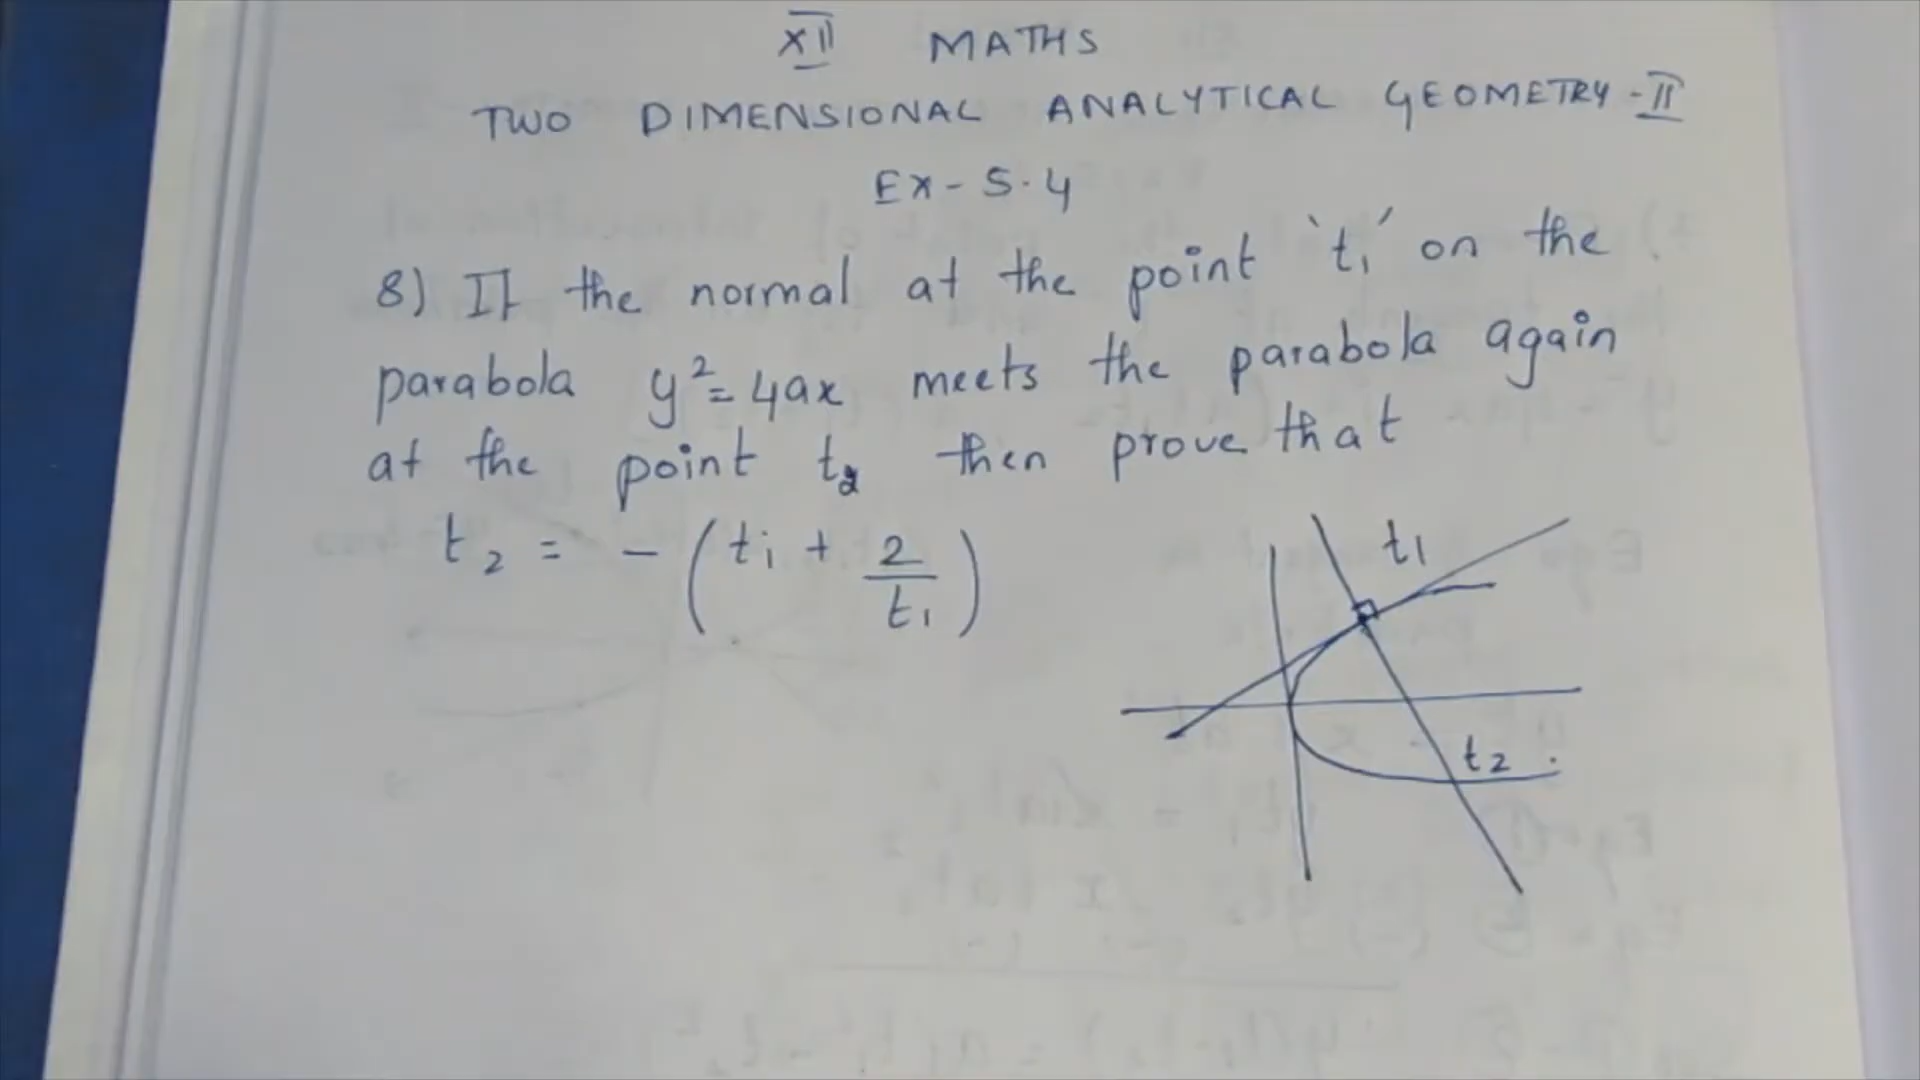 XII MATHS
TWO DIMENSIONAL ANALYTICAL GEOMETRY - II
EX - 5.4
8) If the normal at the point 't₁' on the
parabola y² = 4ax meets the parabola again
at the point t₂ then prove that
t₂ = - (t₁ + 2/t₁)
t₁
t₂